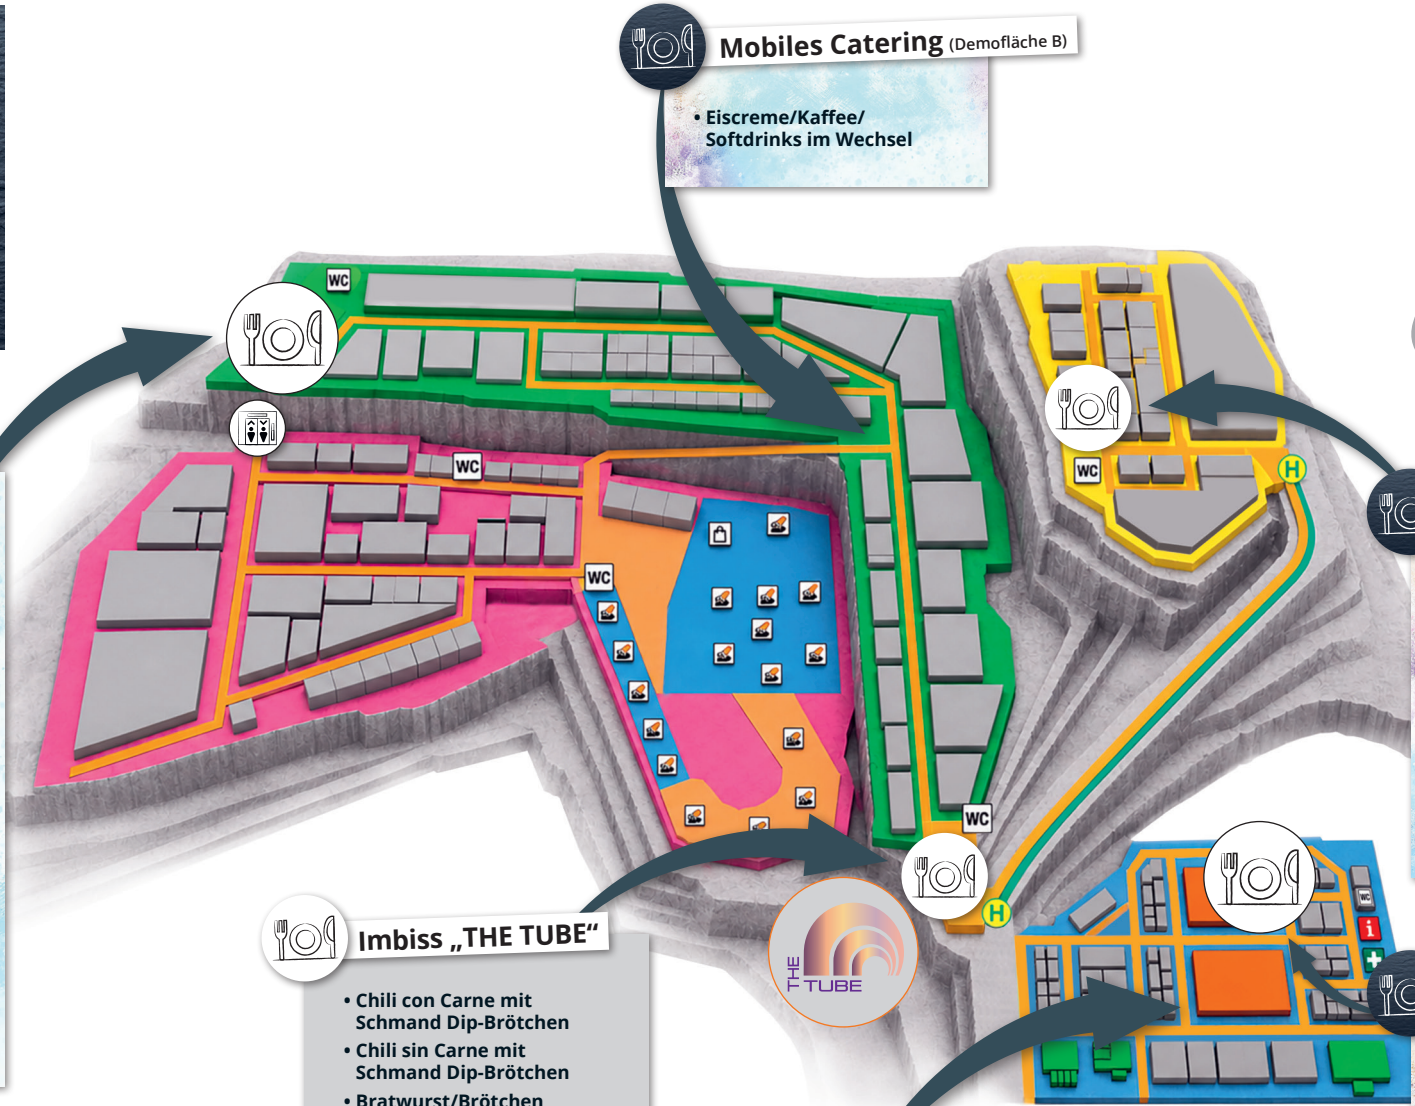 Mobiles Catering (Demofläche B)
• Eiscreme/Kaffee/
Softdrinks im Wechsel
WC
WC
WC
H
WC
WC
WC
i
H
THE
TUBE
Imbiss „THE TUBE“
• Chili con Carne mit
Schmand Dip-Brötchen
• Chili sin Carne mit
Schmand Dip-Brötchen
• Bratwurst/Brötchen